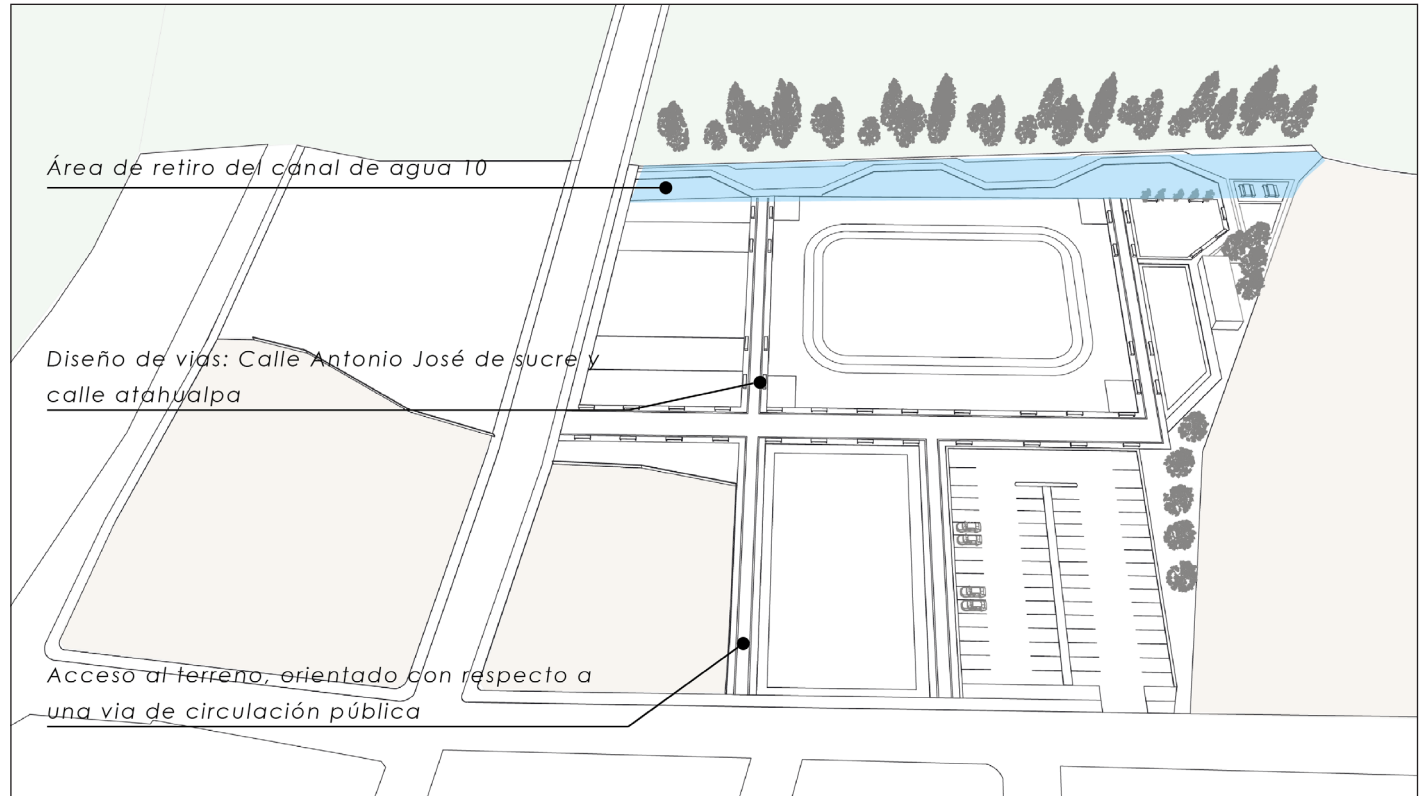 Área de retiro del canal de agua 10
Diseño de vias: Calle Antonio José de sucre y
calle atahualpa
Acceso al terreno, orientado con respecto a
una via de circulación pública